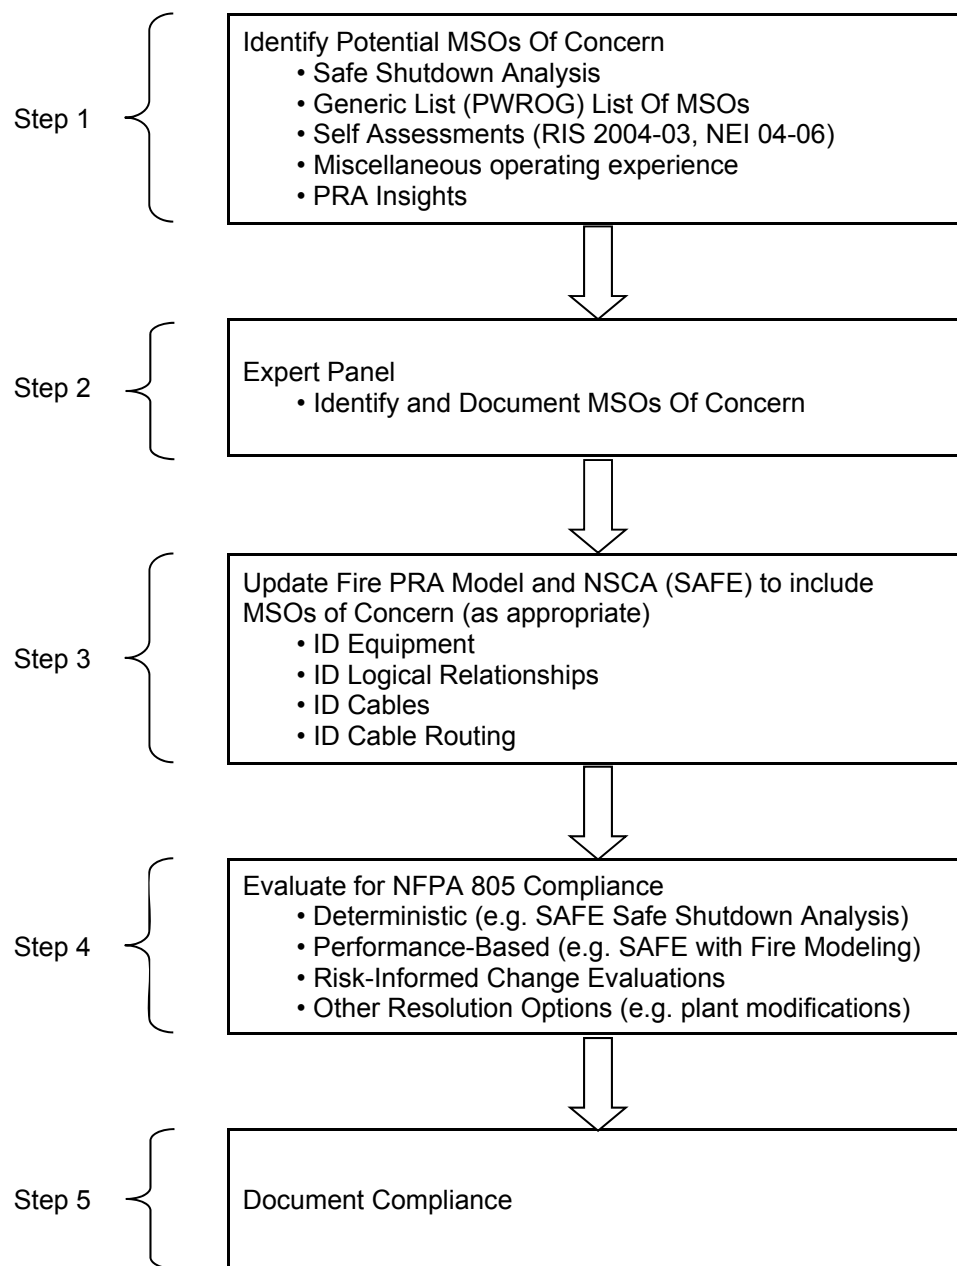 Step 1
Identify Potential MSOs Of Concern
• Safe Shutdown Analysis
• Generic List (PWROG) List Of MSOs
• Self Assessments (RIS 2004-03, NEI 04-06)
• Miscellaneous operating experience
• PRA Insights
Step 2
Expert Panel
• Identify and Document MSOs Of Concern
Step 3
Update Fire PRA Model and NSCA (SAFE) to include
MSOs of Concern (as appropriate)
• ID Equipment
• ID Logical Relationships
• ID Cables
• ID Cable Routing
Step 4
Evaluate for NFPA 805 Compliance
• Deterministic (e.g. SAFE Safe Shutdown Analysis)
• Performance-Based (e.g. SAFE with Fire Modeling)
• Risk-Informed Change Evaluations
• Other Resolution Options (e.g. plant modifications)
Step 5
Document Compliance